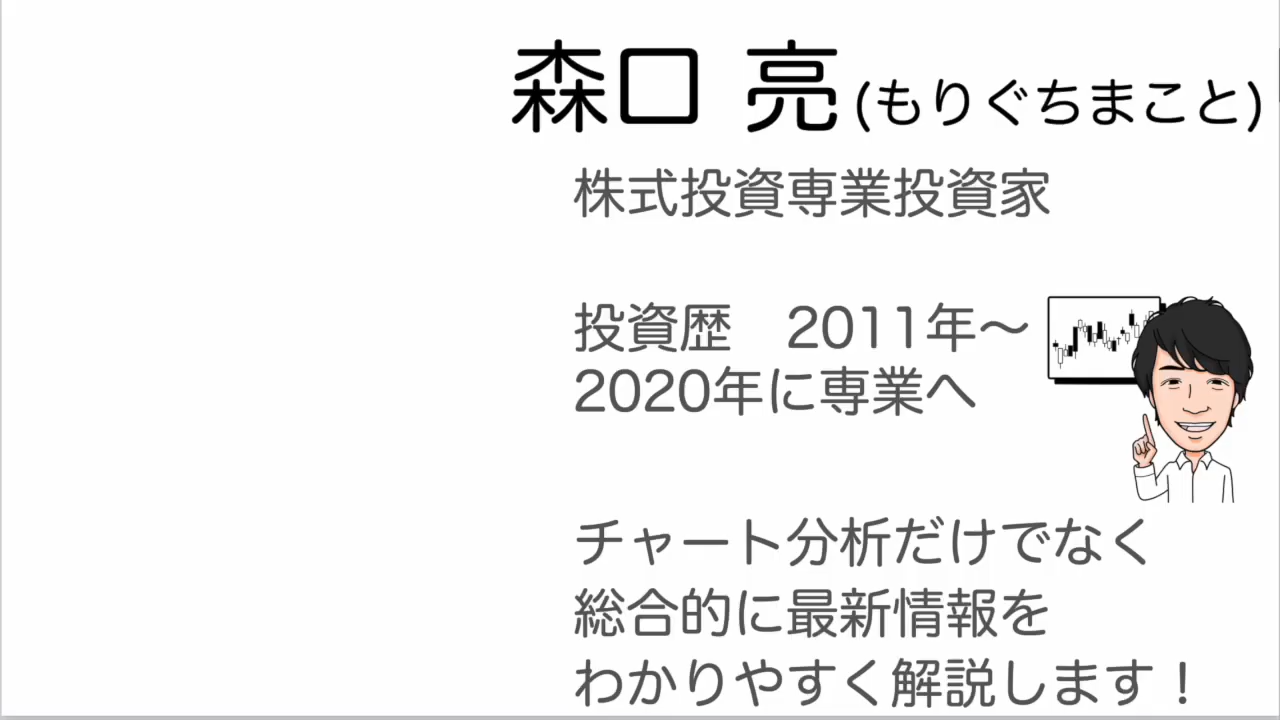 森口 亮(もりぐちまこと)
株式投資専業投資家
投資歴　2011年〜
2020年に専業へ
チャート分析だけでなく
総合的に最新情報を
わかりやすく解説します！